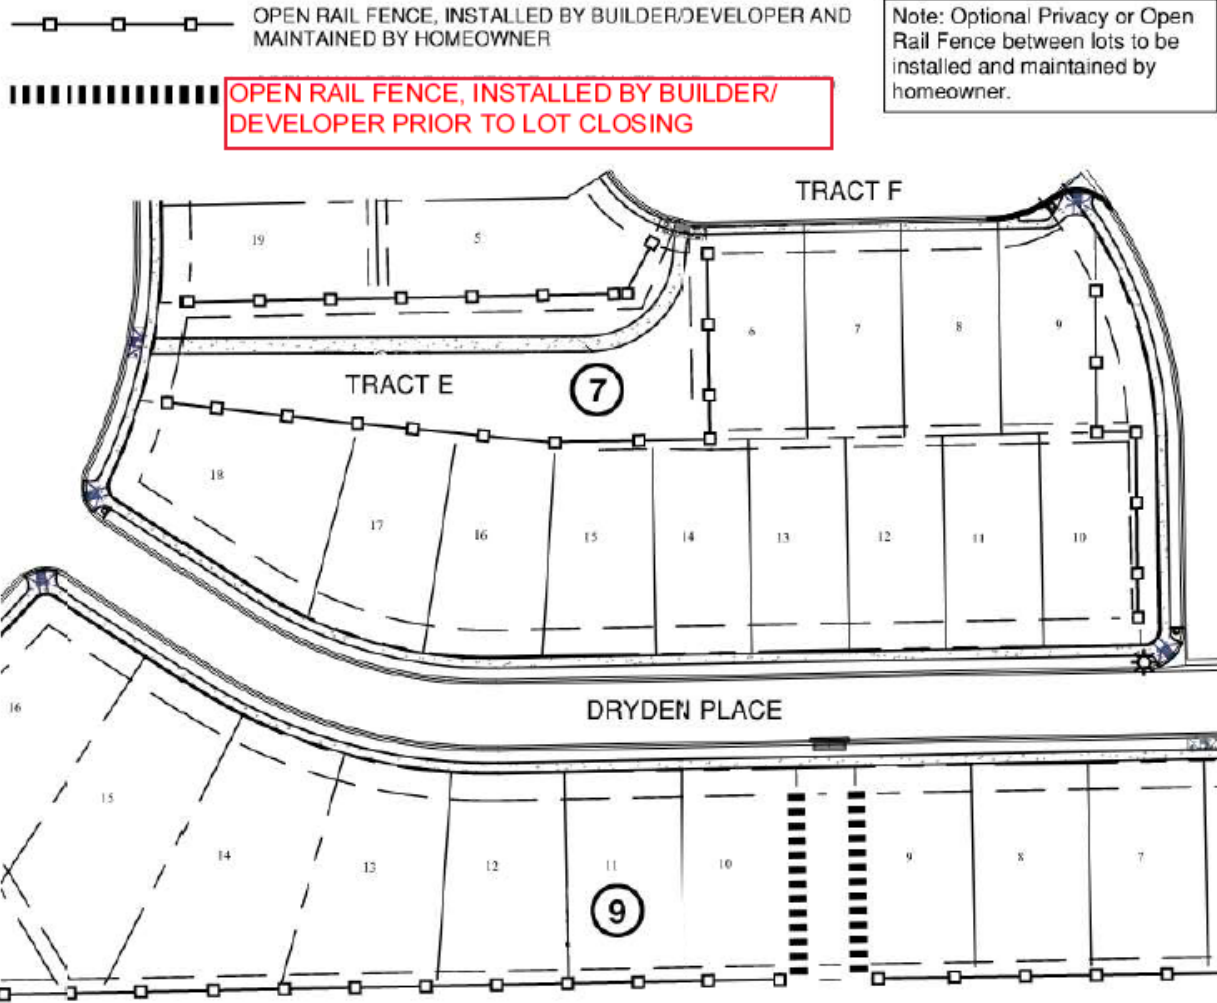 OPEN RAIL FENCE, INSTALLED BY BUILDER/DEVELOPER AND
MAINTAINED BY HOMEOWNER
OPEN RAIL FENCE, INSTALLED BY BUILDER/
DEVELOPER PRIOR TO LOT CLOSING
Note: Optional Privacy or Open
Rail Fence between lots to be
installed and maintained by
homeowner.
TRACT F
19
5
6
7
8
9
TRACT E
7
18
17
16
15
14
13
12
11
10
DRYDEN PLACE
16
15
14
13
12
11
10
9
8
7
9